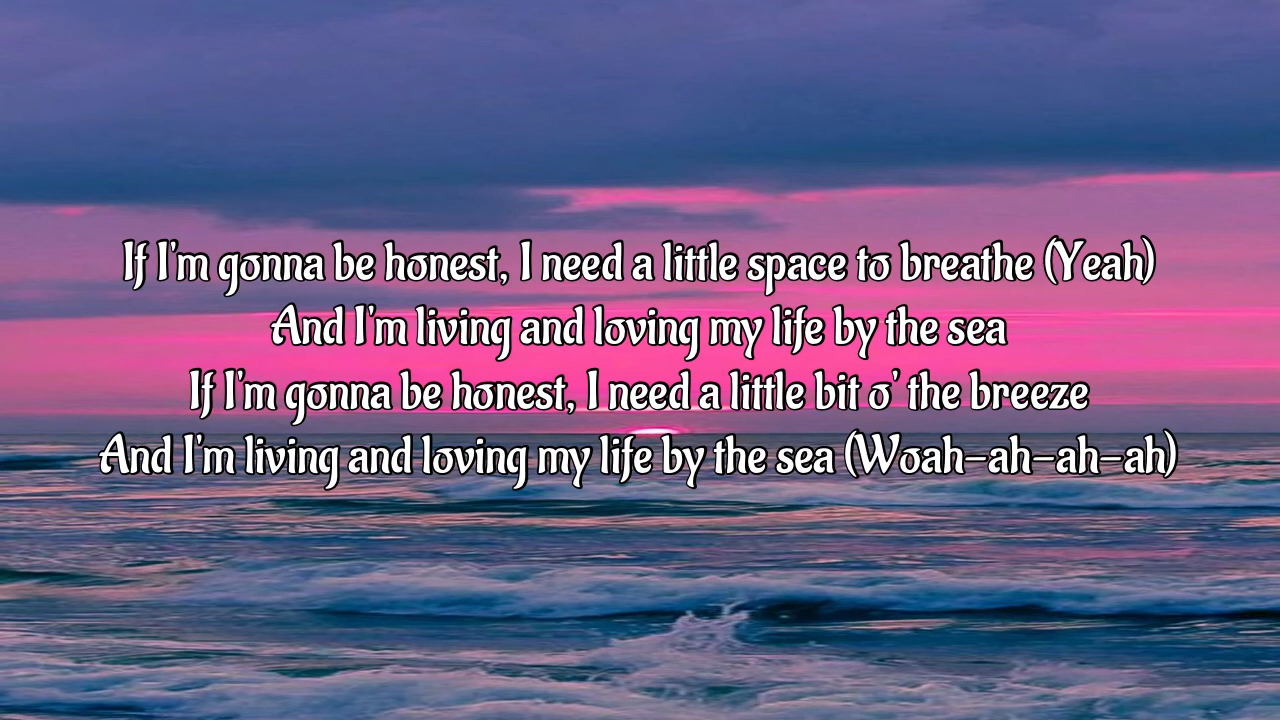 If I'm gonna be honest, I need a little space to breathe (Yeah)
And I'm living and loving my life by the sea
If I'm gonna be honest, I need a little bit o' the breeze
And I'm living and loving my life by the sea (Woah-ah-ah-ah)